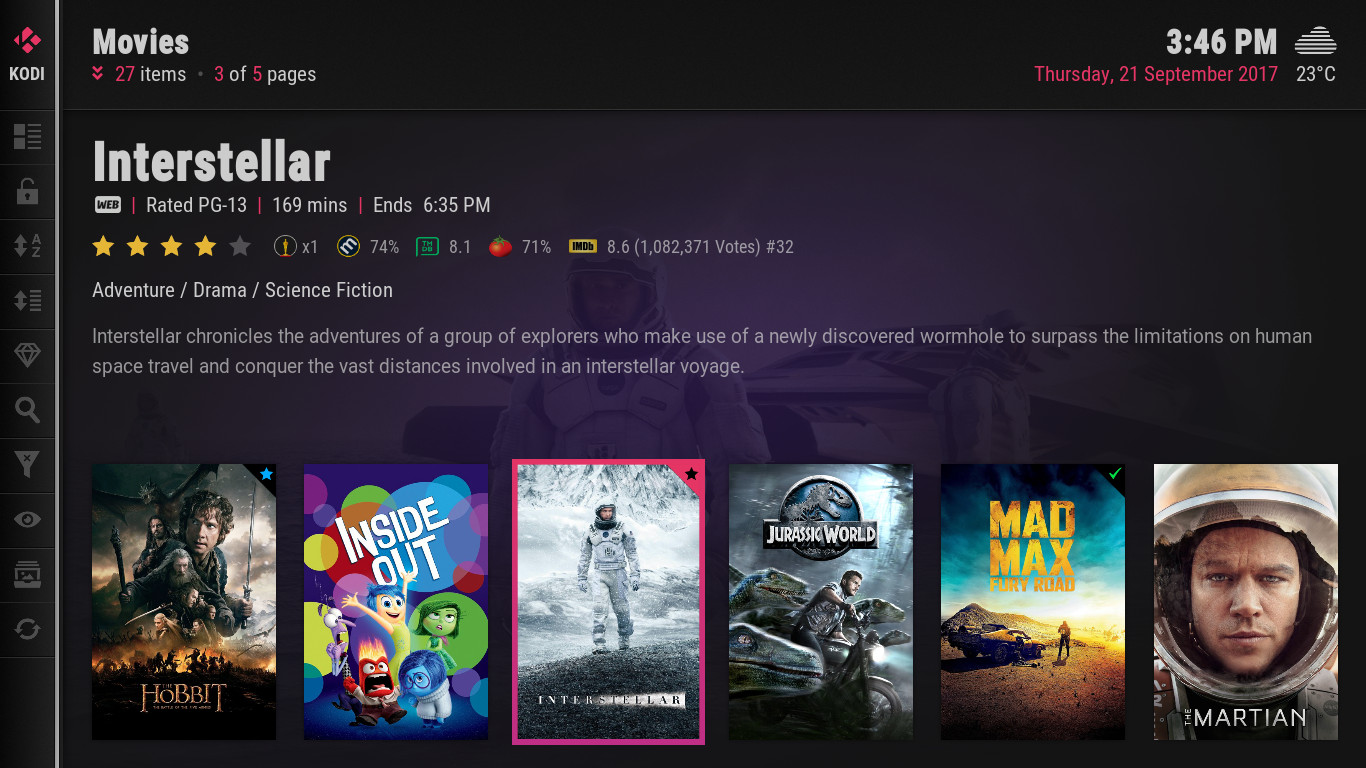 KODI
Movies
27 items • 3 of 5 pages
3:46 PM
Thursday, 21 September 2017 23°C
A
Z
Interstellar
WEB | Rated PG-13 | 169 mins | Ends 6:35 PM
x1 74% TH DB 8.1 71% IMDb 8.6 (1,082,371 Votes) #32
Adventure / Drama / Science Fiction
Interstellar chronicles the adventures of a group of explorers who make use of a newly discovered wormhole to surpass the limitations on human
space travel and conquer the vast distances involved in an interstellar voyage.
THE HOBBIT
THE BATTLE OF THE FIVE ARMIES
INSIDE
OUT
INTERSTELLAR
JURASSIC WORLD
MAD
MAX
FURY ROAD
THE MARTIAN